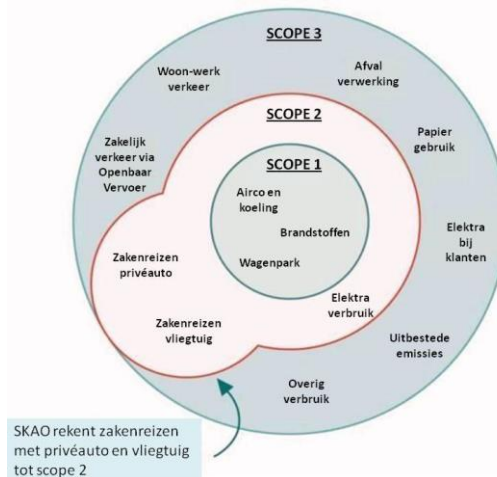 SCOPE 3
Woon-werk
verkeer
Afval
verwerking
SCOPE 2
Papier
gebruik
Zakelijk
verkeer via
Openbaar
Vervoer
SCOPE 1
Airco en
koeling
Brandstoffen
Wagenpark
Elektra
bij
klanten
Zakenreizen
privéauto
Elektra
verbruik
Zakenreizen
vliegtuig
Uitbestede
emissies
Overig
verbruik
SKAO rekent zakenreizen
met privéauto en vliegtuig
tot scope 2